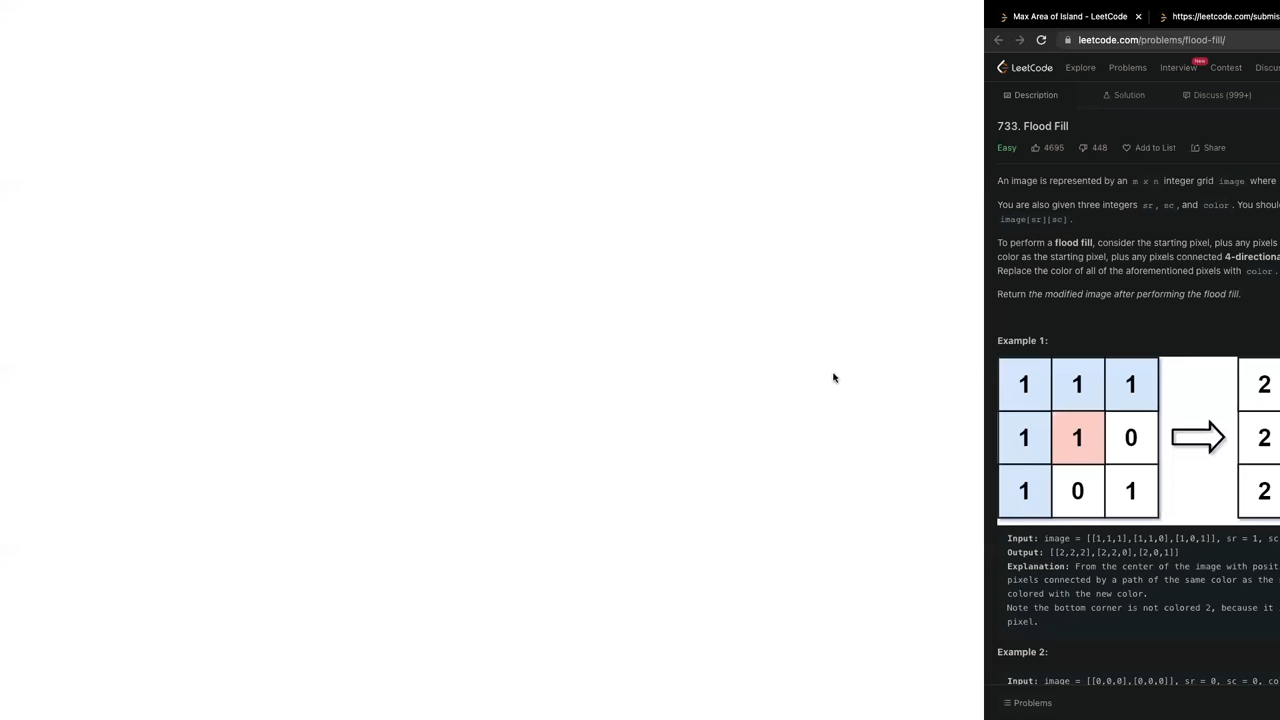 Max Area of Island - LeetCode
https://leetcode.com/submis
leetcode.com/problems/flood-fill/
LeetCode Explore Problems Interview New Contest Discu
Description Solution Discuss (999+)
733. Flood Fill
Easy 4695 448 Add to List Share
An image is represented by an m x n integer grid image where
You are also given three integers sr, sc, and color. You shou
image[sr][sc].
To perform a flood fill, consider the starting pixel, plus any pixels
color as the starting pixel, plus any pixels connected 4-directiona
Replace the color of all of the aforementioned pixels with color.
Return the modified image after performing the flood fill.
Example 1:
1 1 1 2
1 1 0 2
1 0 1 2
Input: image = [[1,1,1],[1,1,0],[1,0,1]], sr = 1, sc
Output: [[2,2,2],[2,2,0],[2,0,1]]
Explanation: From the center of the image with posit
pixels connected by a path of the same color as the
colored with the new color.
Note the bottom corner is not colored 2, because it
pixel.
Example 2:
Input: image = [[0,0,0],[0,0,0]], sr = 0, sc = 0, co
Problems